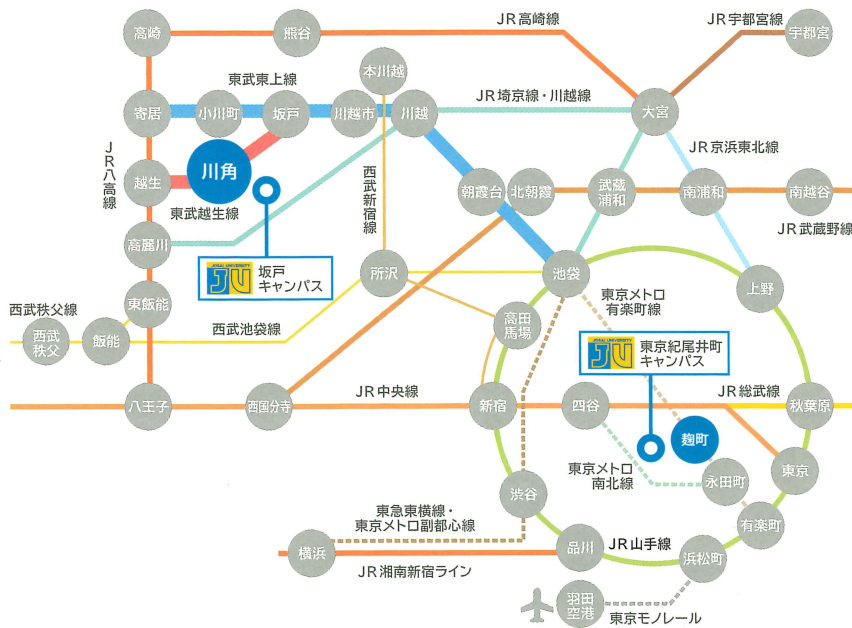 JR高崎線
JR宇都宮線
高崎
熊谷
宇都宮
東武東上線
本川越
JR埼京線・川越線
寄居
小川町
坂戸
川越市
川越
大宮
JR京浜東北線
JR八高線
越生
川角
東武越生線
西武新宿線
朝霞台
北朝霞
武蔵
浦和
南浦和
南越谷
JR武蔵野線
高麗川
JOSAI UNIVERSITY
JU
坂戸
キャンパス
所沢
池袋
上野
東飯能
西武秩父線
西武
秩父
飯能
西武池袋線
高田
馬場
東京メトロ
有楽町線
JOSAI UNIVERSITY
JU
東京紀尾井町
キャンパス
八王子
西国分寺
JR中央線
新宿
四谷
JR総武線
秋葉原
麹町
東京メトロ
南北線
永田町
東京
渋谷
東急東横線・
東京メトロ副都心線
有楽町
横浜
JR湘南新宿ライン
品川
JR山手線
浜松町
羽田
空港
東京モノレール